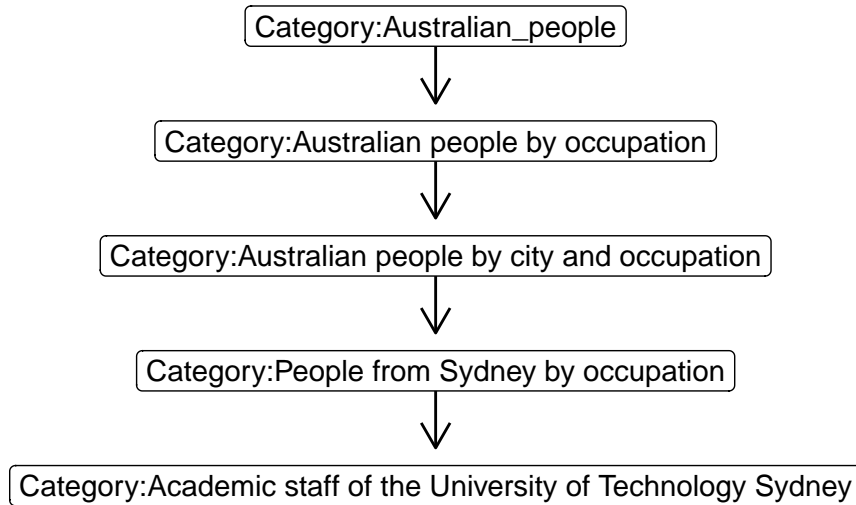 Category:Australian_people
Category:Australian people by occupation
Category:Australian people by city and occupation
Category:People from Sydney by occupation
Category:Academic staff of the University of Technology Sydney